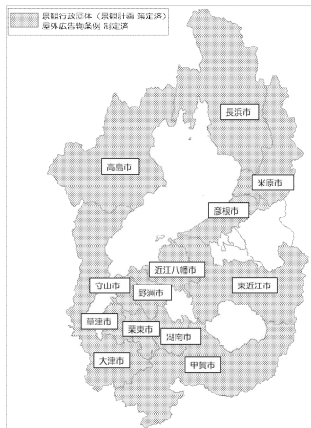 景観行政団体（景観計画 策定済）
屋外広告物条例 制定済
長浜市
高島市
米原市
彦根市
近江八幡市
東近江市
守山市
野洲市
草津市
栗東市
湖南市
大津市
甲賀市